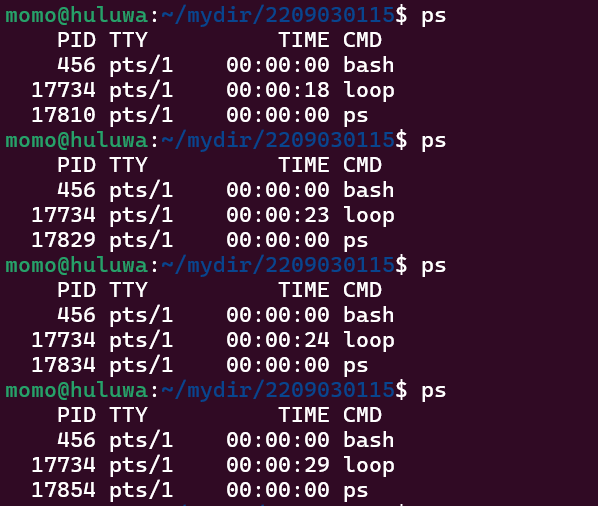 momo@huluwa:~/mydir/2209030115$ ps
PID TTY TIME CMD
456 pts/1 00:00:00 bash
17734 pts/1 00:00:18 loop
17810 pts/1 00:00:00 ps
momo@huluwa:~/mydir/2209030115$ ps
PID TTY TIME CMD
456 pts/1 00:00:00 bash
17734 pts/1 00:00:23 loop
17829 pts/1 00:00:00 ps
momo@huluwa:~/mydir/2209030115$ ps
PID TTY TIME CMD
456 pts/1 00:00:00 bash
17734 pts/1 00:00:24 loop
17834 pts/1 00:00:00 ps
momo@huluwa:~/mydir/2209030115$ ps
PID TTY TIME CMD
456 pts/1 00:00:00 bash
17734 pts/1 00:00:29 loop
17854 pts/1 00:00:00 ps